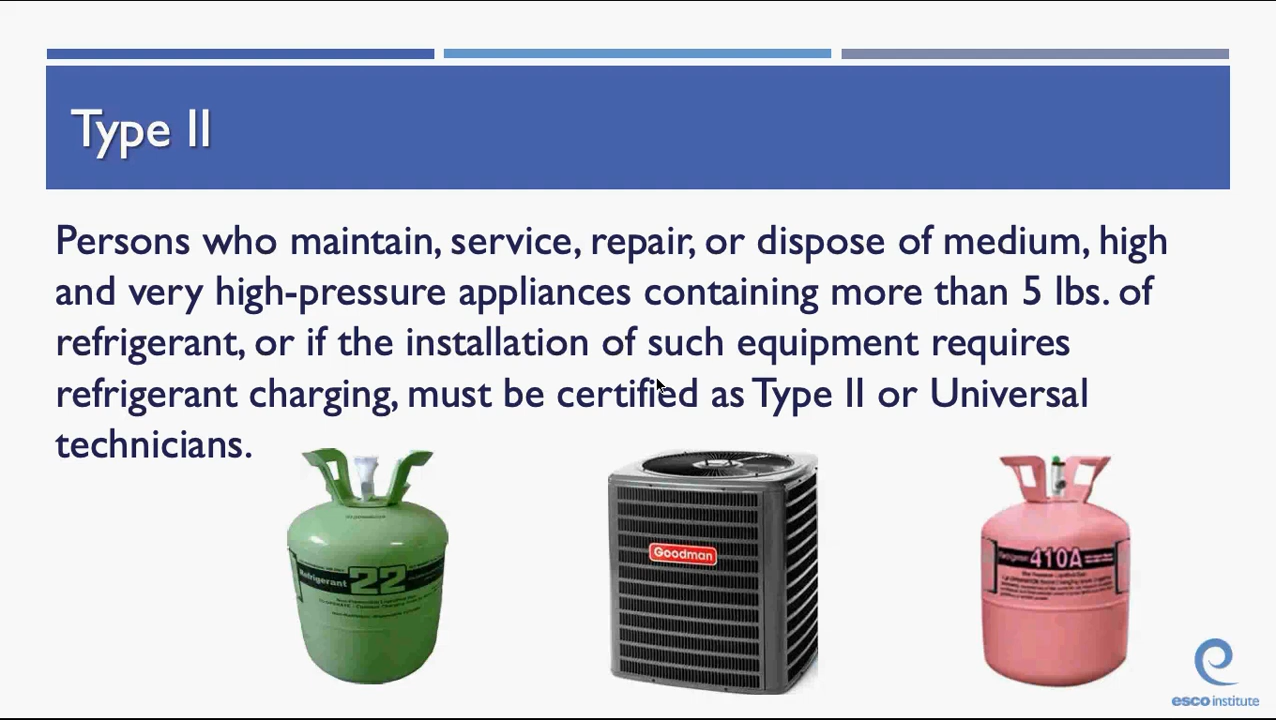 Type II
Persons who maintain, service, repair, or dispose of medium, high
and very high-pressure appliances containing more than 5 lbs. of
refrigerant, or if the installation of such equipment requires
refrigerant charging, must be certified as Type II or Universal
technicians.
Refrigerant 22
Goodman
410A
esco institute